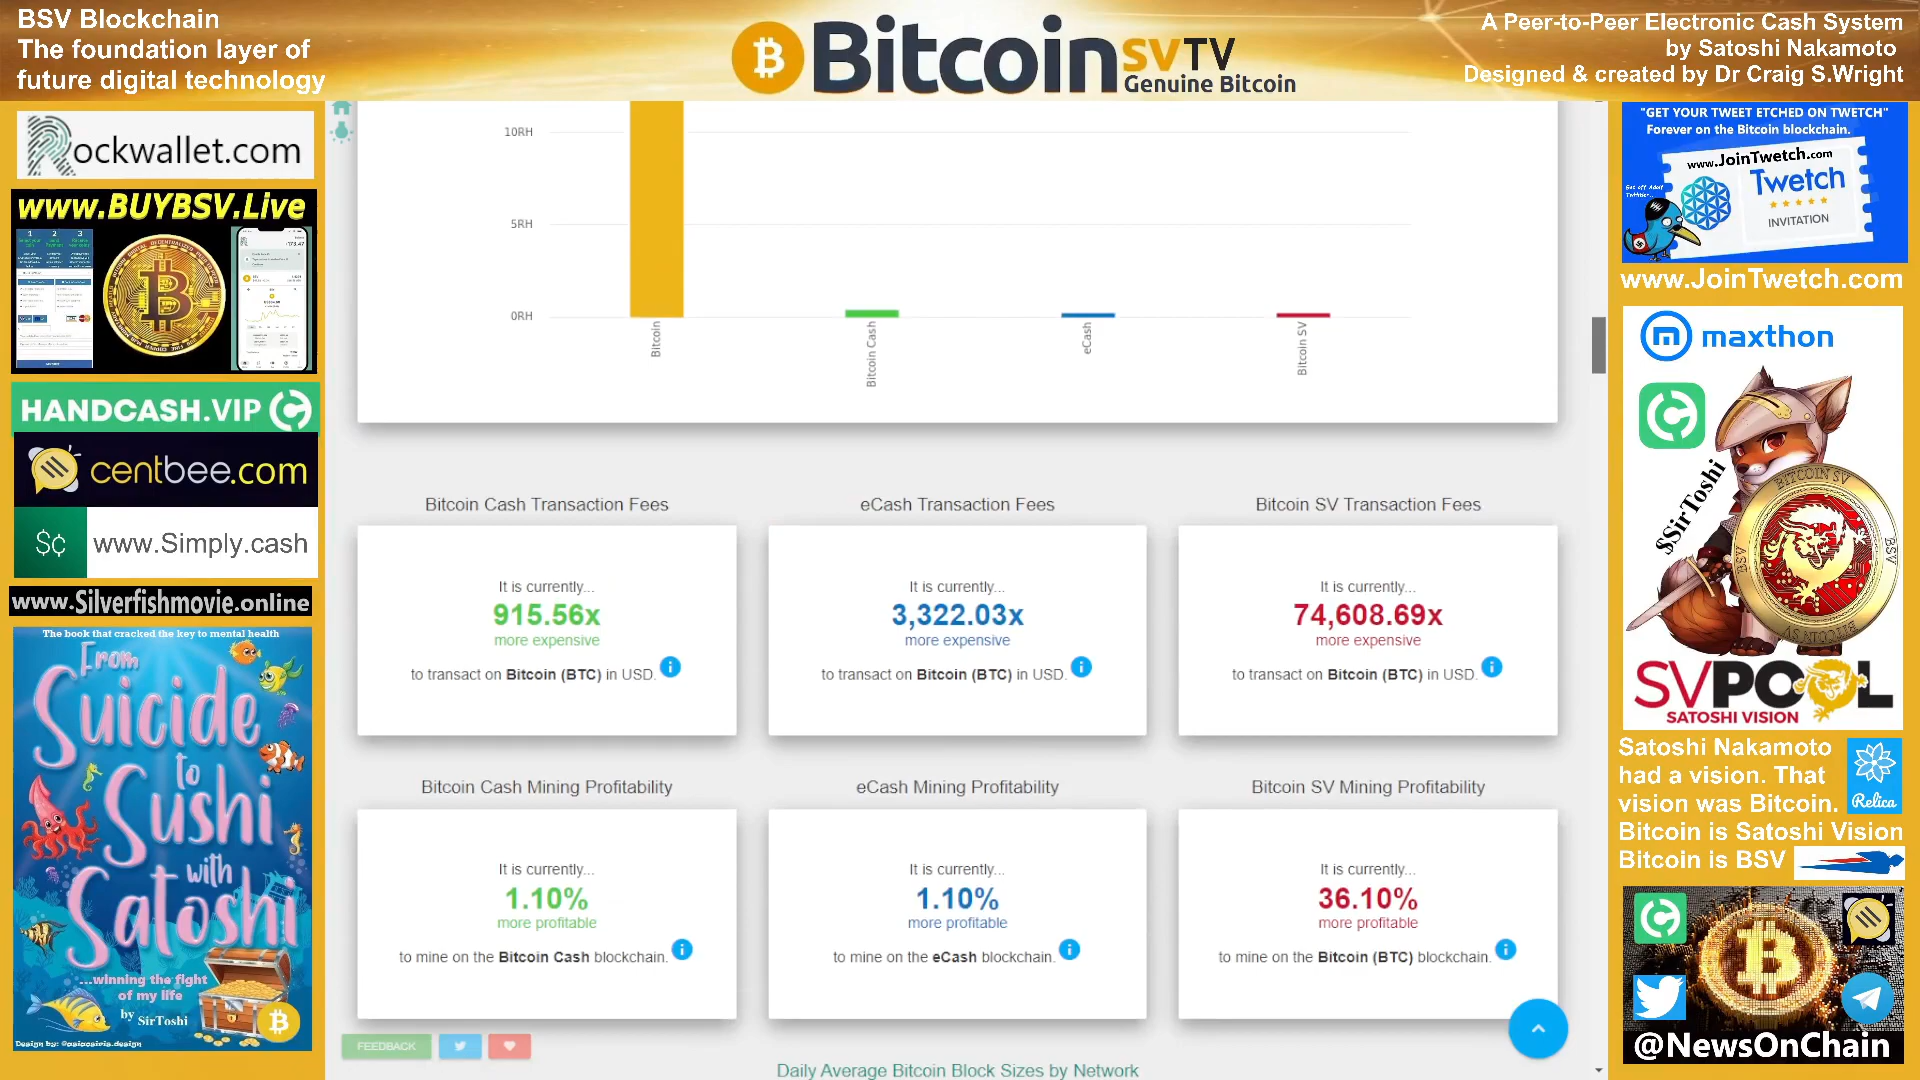 BSV Blockchain
The foundation layer of
future digital technology
Bitcoin SVTV
Genuine Bitcoin
A Peer-to-Peer Electronic Cash System
by Satoshi Nakamoto
Designed & created by Dr Craig S.Wright
Rockwallet.com
www.BUYBSV.Live
HANDCASH.VIP
centbee.com
$c www.Simply.cash
www.Silverfishmovie.online
The book that cracked the key to mental health
From
Suicide
to
Sushi
with
Satoshi
...winning the fight
of my life
by SirToshi
10RH
5RH
0RH
Bitcoin
Bitcoin Cash
eCash
Bitcoin SV
Bitcoin Cash Transaction Fees
It is currently...
915.56x
more expensive
to transact on Bitcoin (BTC) in USD.
eCash Transaction Fees
It is currently...
3,322.03x
more expensive
to transact on Bitcoin (BTC) in USD.
Bitcoin SV Transaction Fees
It is currently...
74,608.69x
more expensive
to transact on Bitcoin (BTC) in USD.
Bitcoin Cash Mining Profitability
It is currently...
1.10%
more profitable
to mine on the Bitcoin Cash blockchain.
eCash Mining Profitability
It is currently...
1.10%
more profitable
to mine on the eCash blockchain.
Bitcoin SV Mining Profitability
It is currently...
36.10%
more profitable
to mine on the Bitcoin (BTC) blockchain.
FEEDBACK
Daily Average Bitcoin Block Sizes by Network
"GET YOUR TWEET ETCHED ON TWETCH"
Forever on the Bitcoin blockchain.
www.JoinTwetch.com
Twetch
INVITATION
www.JoinTwetch.com
maxthon
$SirToshi
BITCOIN SV
BSV
BSV
SVPOOL
SATOSHI VISION
Satoshi Nakamoto
had a vision. That
vision was Bitcoin.
Relica
Bitcoin is Satoshi Vision
Bitcoin is BSV
@NewsOnChain